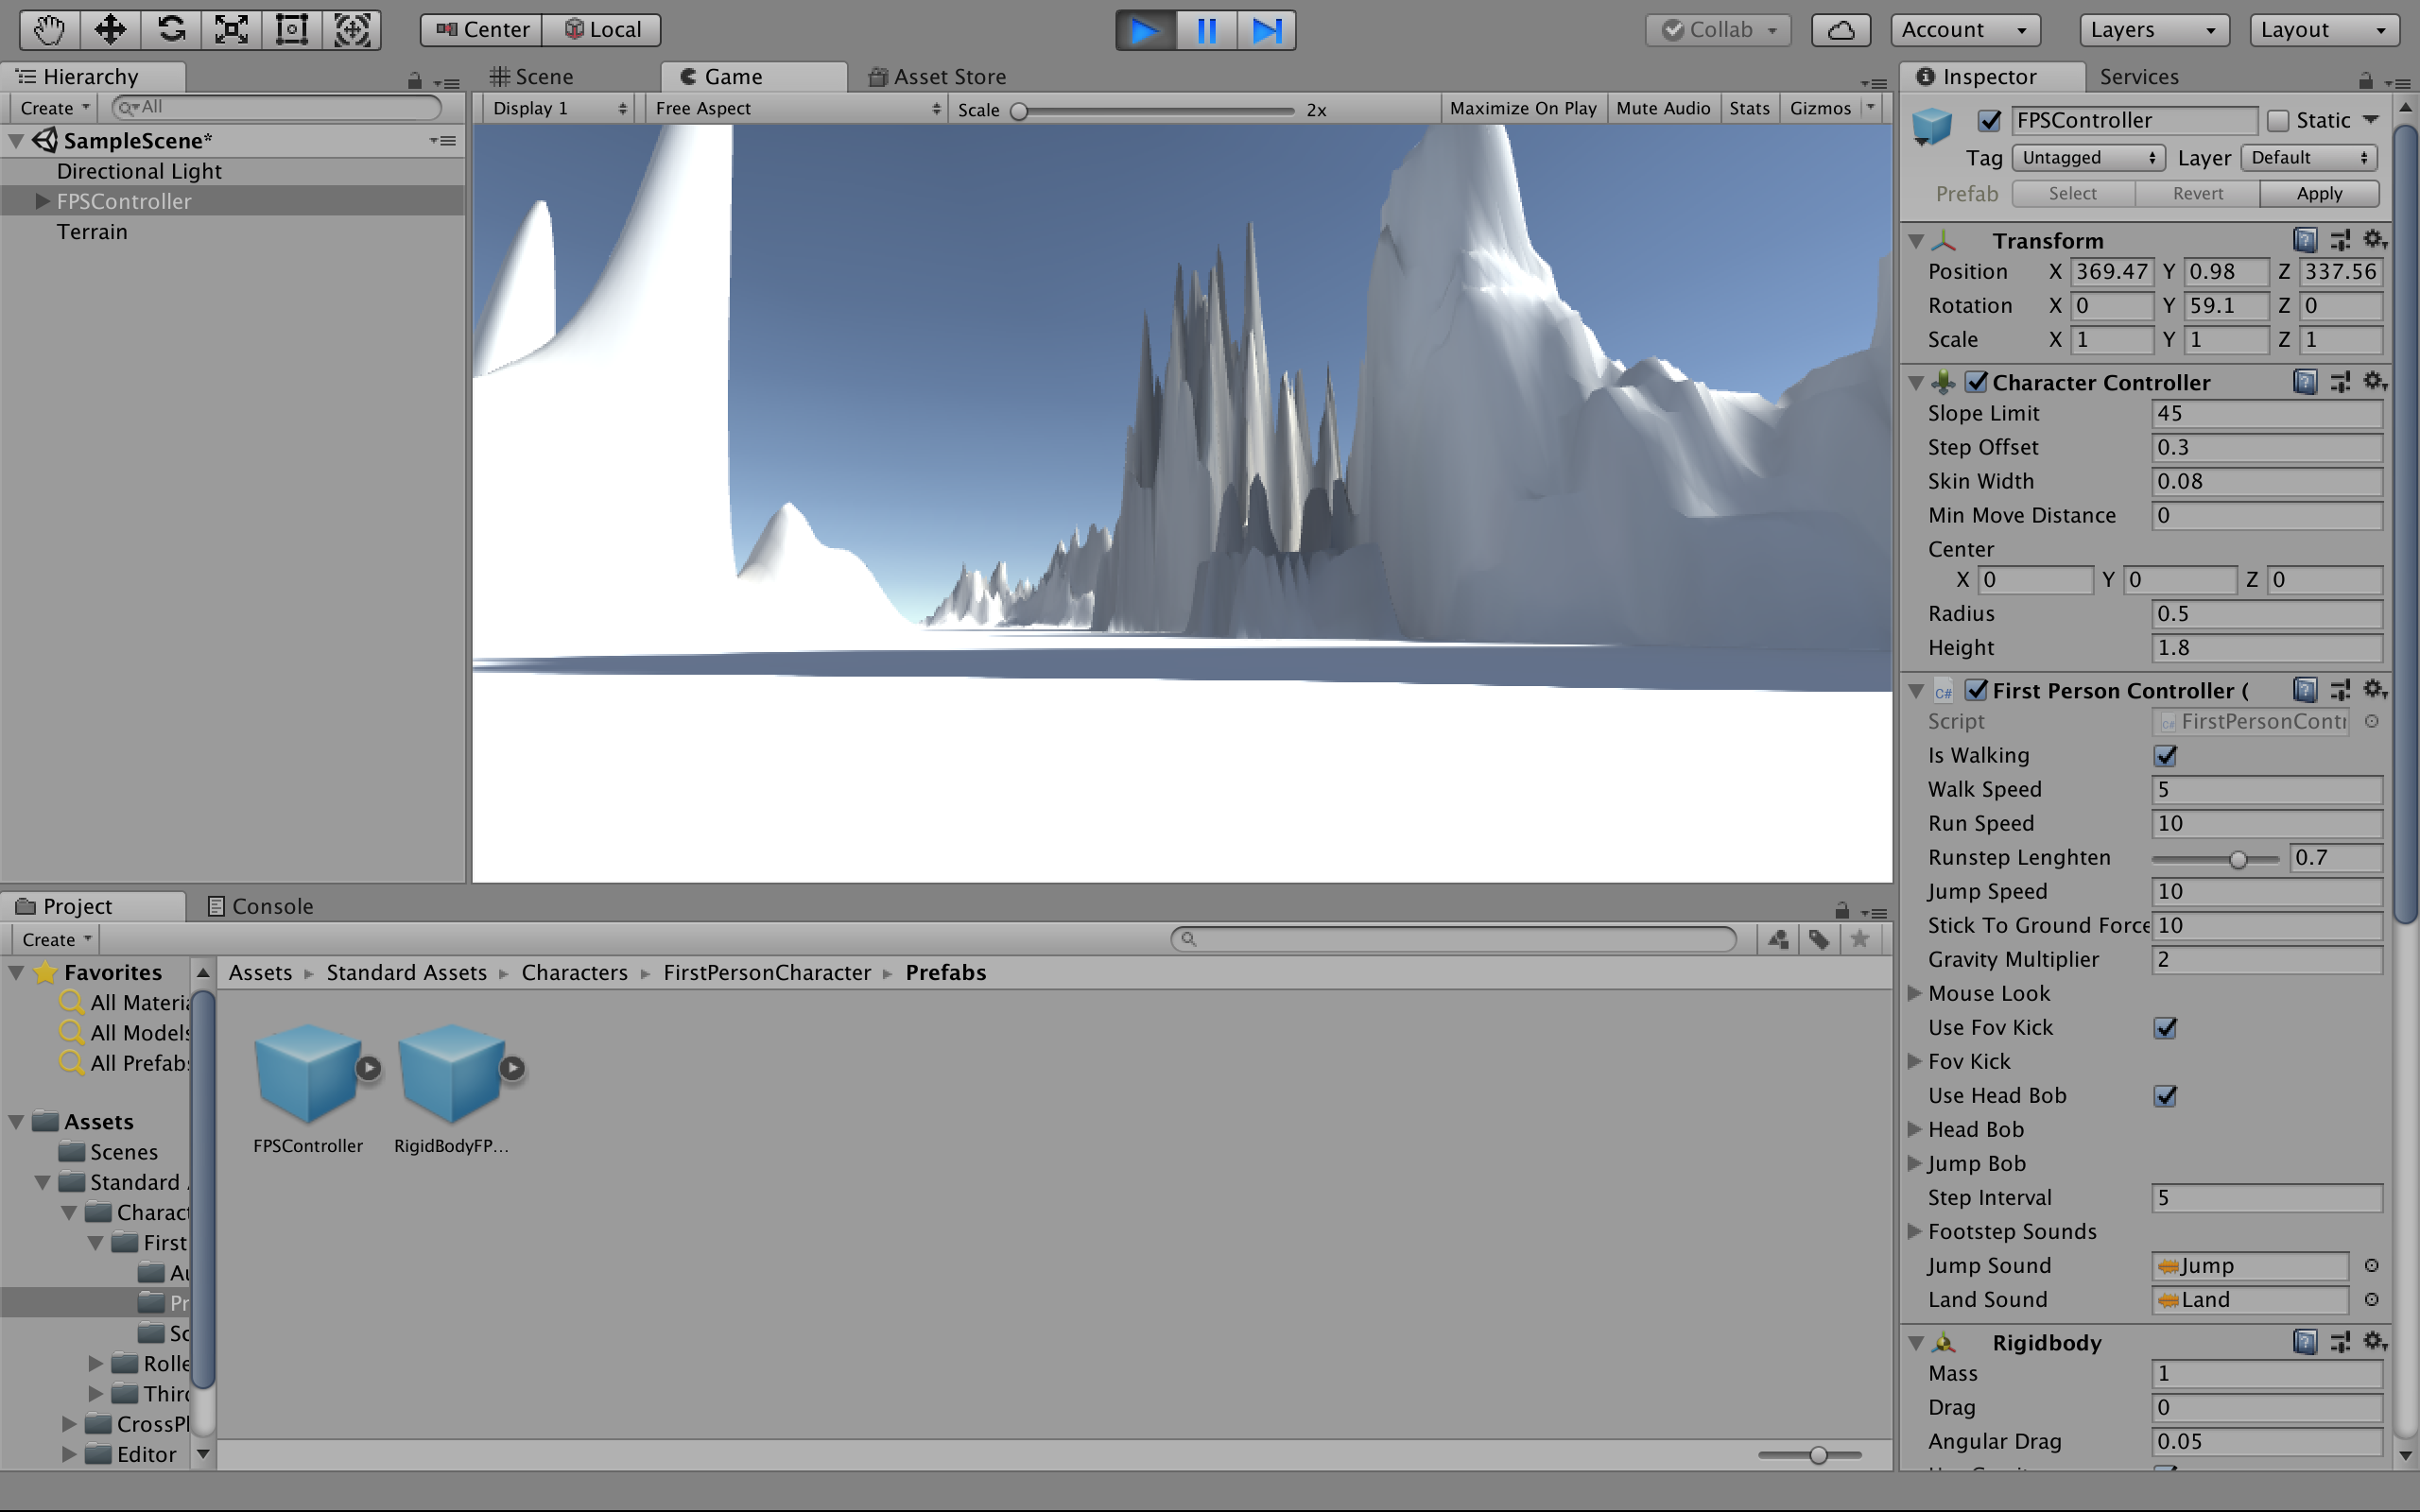 Center Local Collab Account Layers Layout
Hierarchy
Create All
SampleScene*
Directional Light
FPSController
Terrain
Scene Game Asset Store
Display 1 Free Aspect Scale 2x Maximize On Play Mute Audio Stats Gizmos
Inspector Services
FPSController Static
Tag Untagged Layer Default
Prefab Select Revert Apply
Transform
Position X 369.47 Y 0.98 Z 337.56
Rotation X 0 Y 59.1 Z 0
Scale X 1 Y 1 Z 1
Character Controller
Slope Limit 45
Step Offset 0.3
Skin Width 0.08
Min Move Distance 0
Center
X 0 Y 0 Z 0
Radius 0.5
Height 1.8
C# First Person Controller (
Script C# FirstPersonContr
Is Walking
Walk Speed 5
Run Speed 10
Runstep Lenghten 0.7
Jump Speed 10
Stick To Ground Force 10
Gravity Multiplier 2
Mouse Look
Use Fov Kick
Fov Kick
Use Head Bob
Head Bob
Jump Bob
Step Interval 5
Footstep Sounds
Jump Sound Jump
Land Sound Land
Rigidbody
Mass 1
Drag 0
Angular Drag 0.05
Project Console
Create
Favorites
All Materia
All Models
All Prefabs
Assets
Scenes
Standard
Charact
First
Au
Pr
Sc
Rolle
Third
CrossPl
Editor
Assets Standard Assets Characters FirstPersonCharacter Prefabs
FPSController RigidBodyFP...